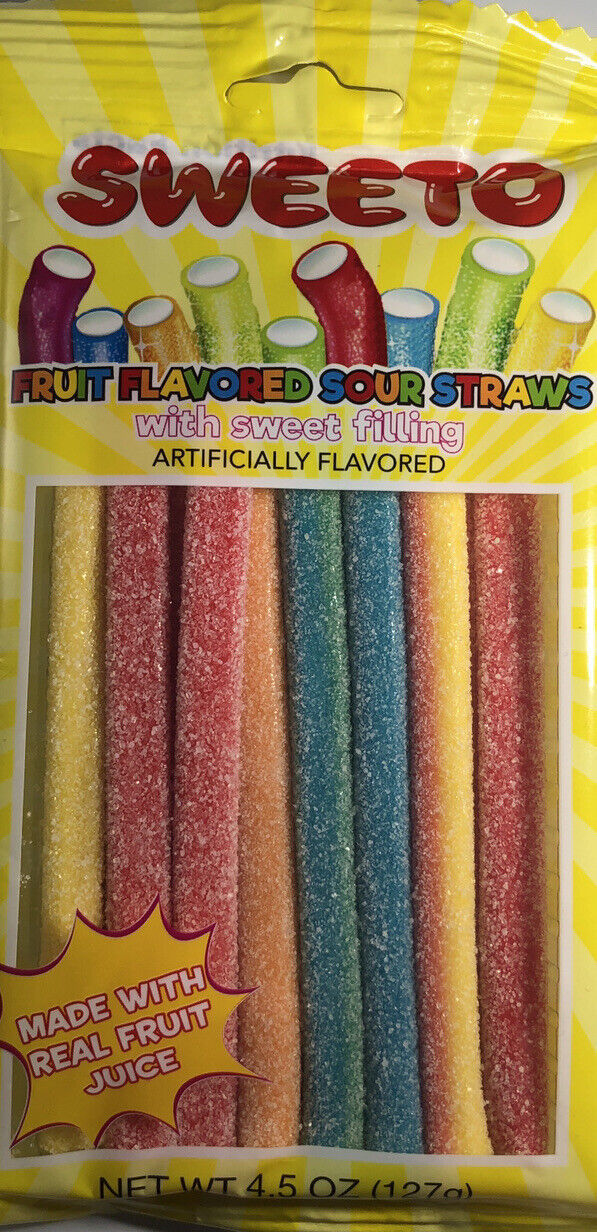 SWEETO
FRUIT FLAVORED SOUR STRAWS
with sweet filling
ARTIFICIALLY FLAVORED
MADE WITH
REAL FRUIT
JUICE
NET WT 4.5 OZ (127g)